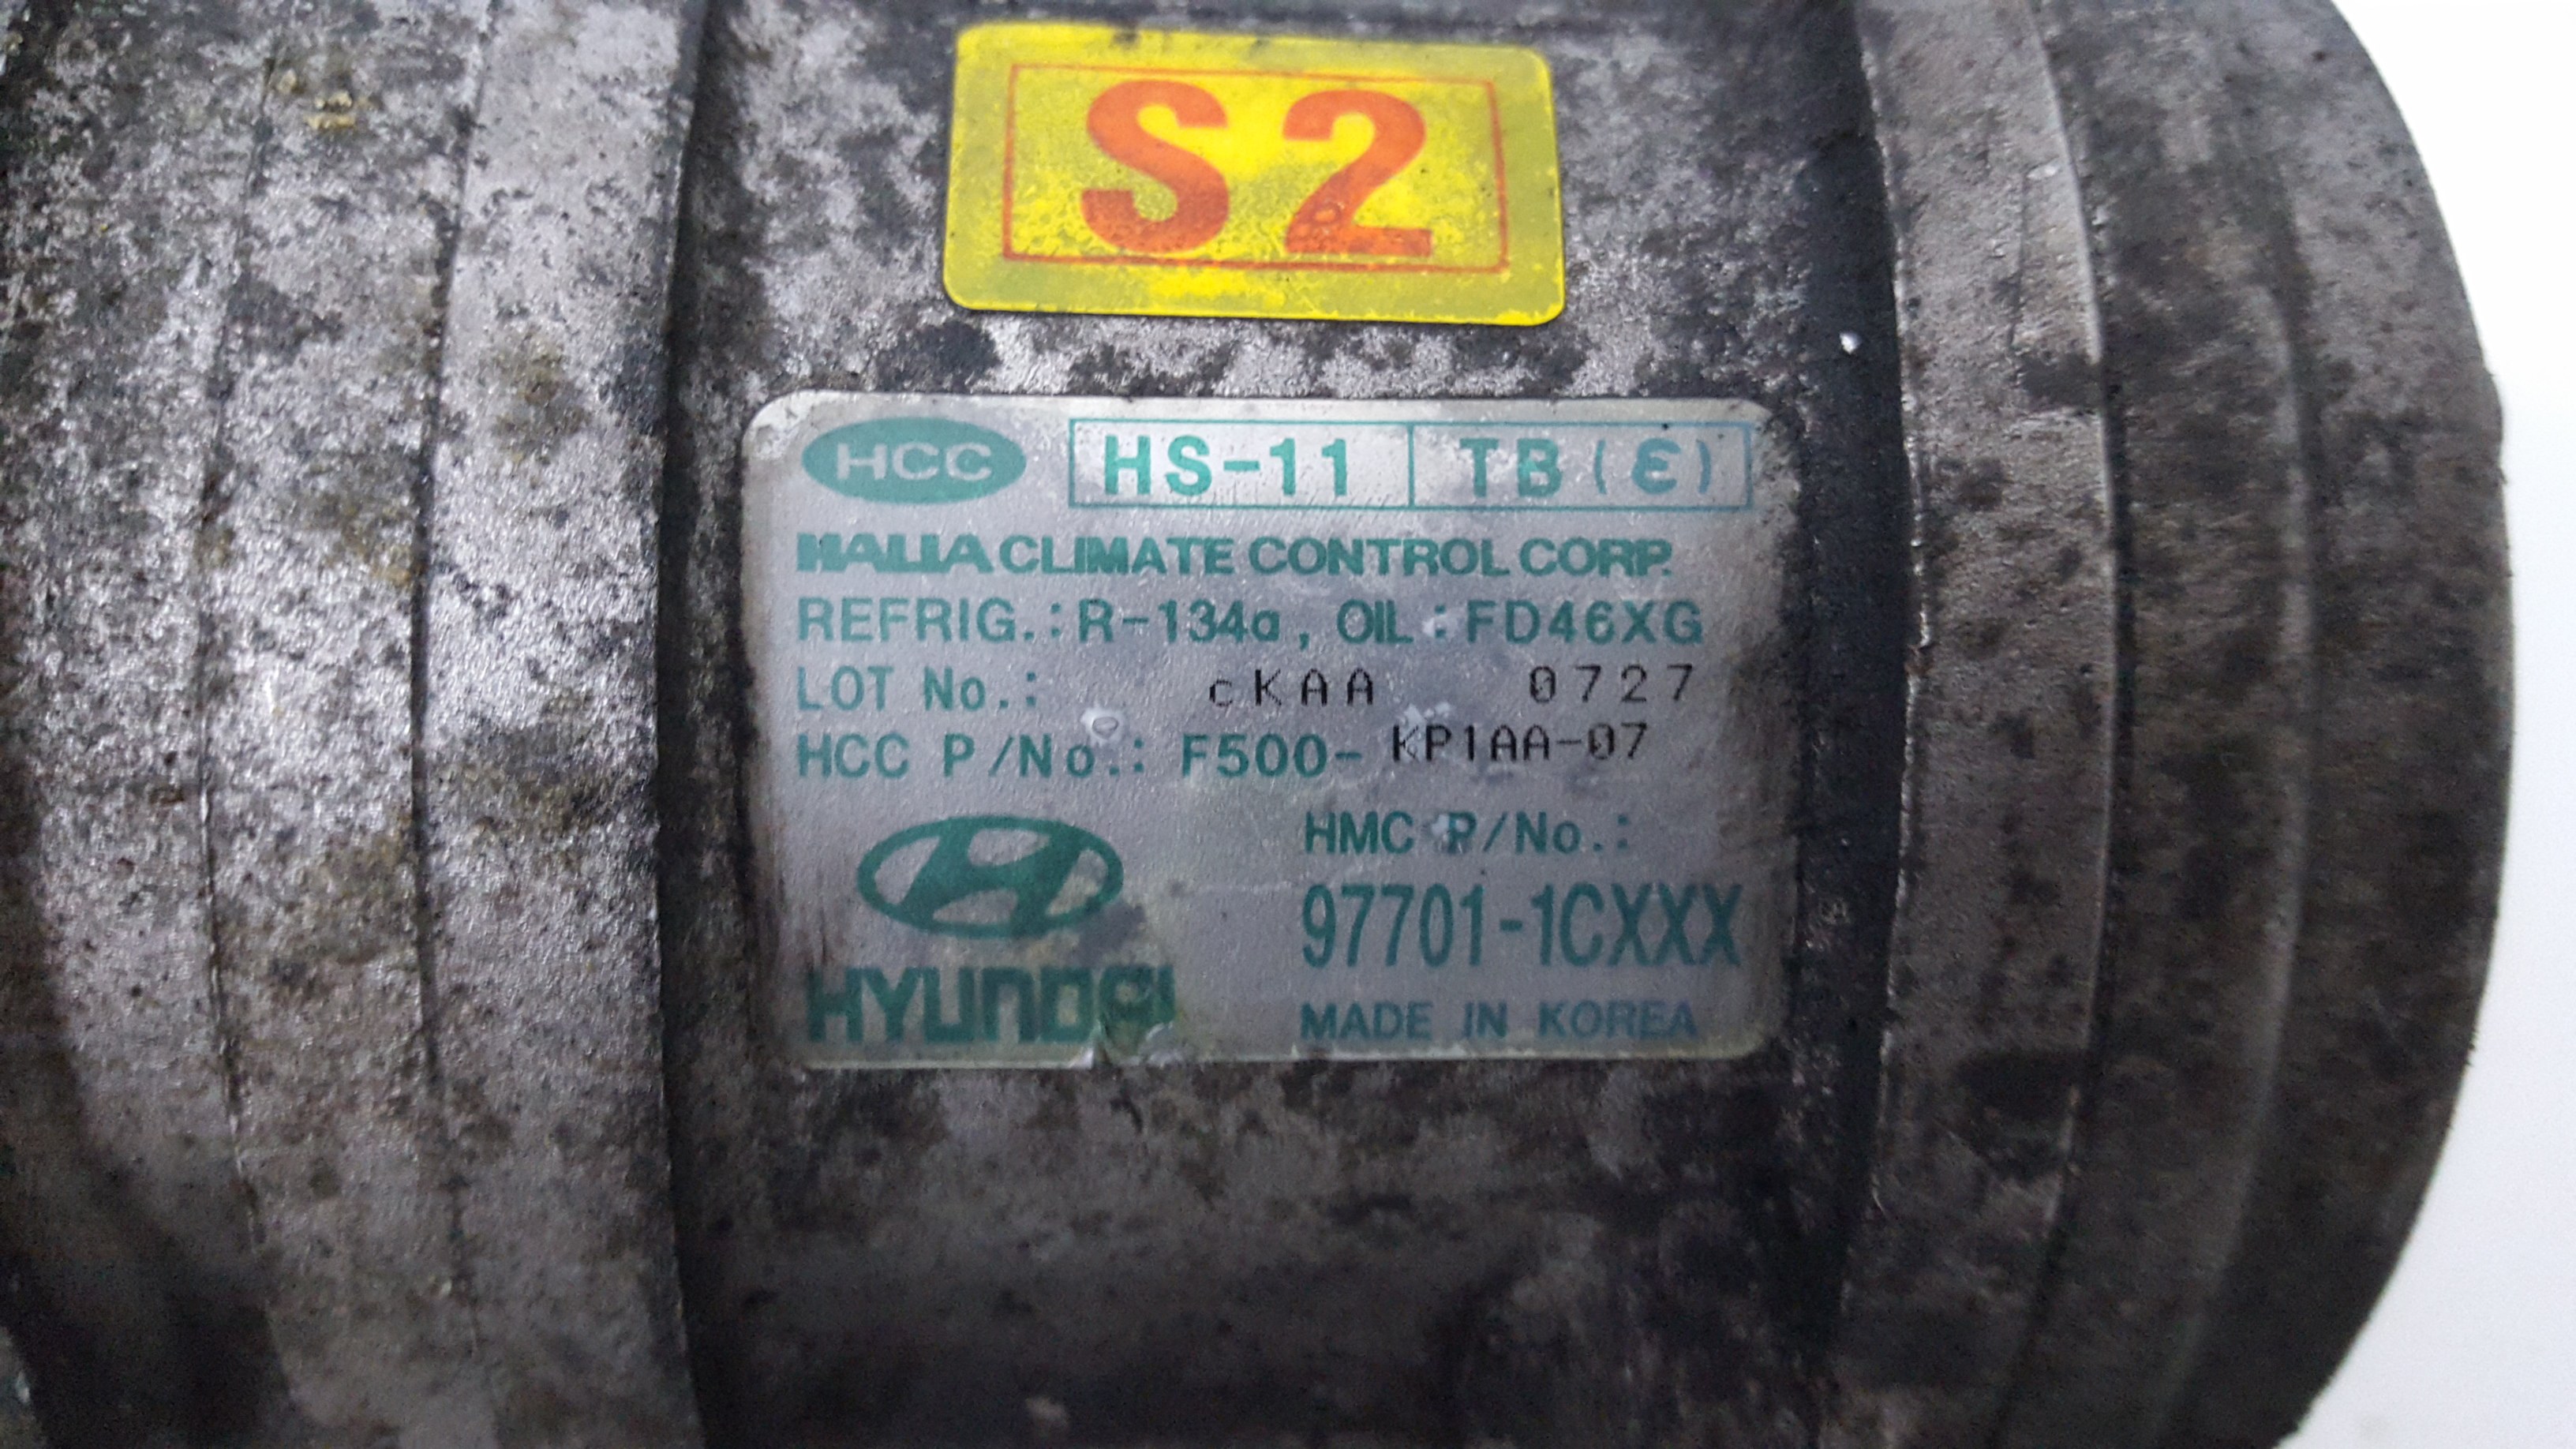 S2
HCC HS-11 TB(ε)
HALLA CLIMATE CONTROL CORP.
REFRIG.: R-134a, OIL : FD46XG
LOT No.: cKAA 0727
HCC P/No.: F500- KP1AA-07
HMC P/No.:
97701-1CXXX
HYUNDAI
MADE IN KOREA